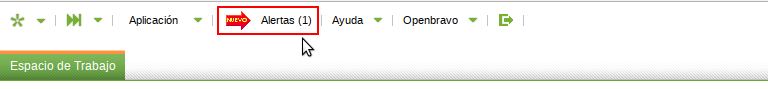 Aplicación NUEVO Alertas (1) Ayuda Openbravo
Espacio de Trabajo